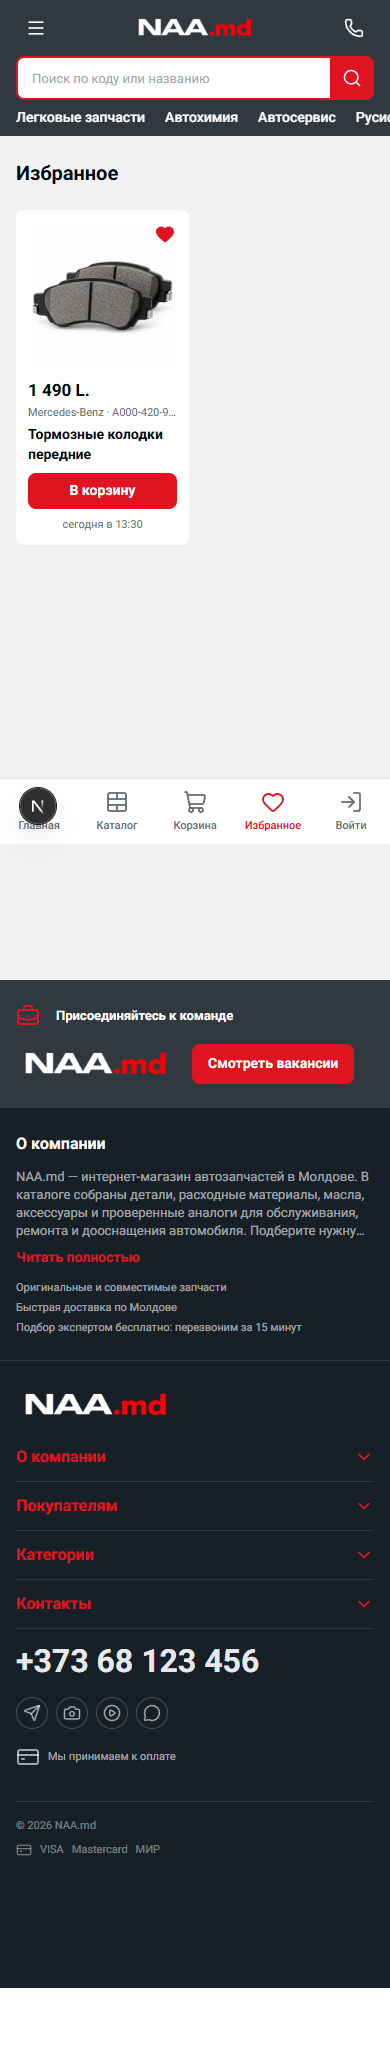 NAA.md
Поиск по коду или названию
Легковые запчасти Автохимия Автосервис
Избранное
1 490 L.
Mercedes-Benz · A000-420-9...
Тормозные колодки
передние
В корзину
сегодня в 13:30
N
Главная Каталог Корзина Избранное Войти
Присоединяйтесь к команде
NAA.md Смотреть вакансии
О компании
NAA.md — интернет-магазин автозапчастей в Молдове. В
каталоге собраны детали, расходные материалы, масла,
аксессуары и проверенные аналоги для обслуживания,
ремонта и дооснащения автомобиля. Подберите нужну...
Читать полностью
Оригинальные и совместимые запчасти
Быстрая доставка по Молдове
Подбор экспертом бесплатно: перезвоним за 15 минут
NAA.md
О компании
Покупателям
Категории
Контакты
+373 68 123 456
Мы принимаем к оплате
© 2026 NAA.md
VISA Mastercard МИР